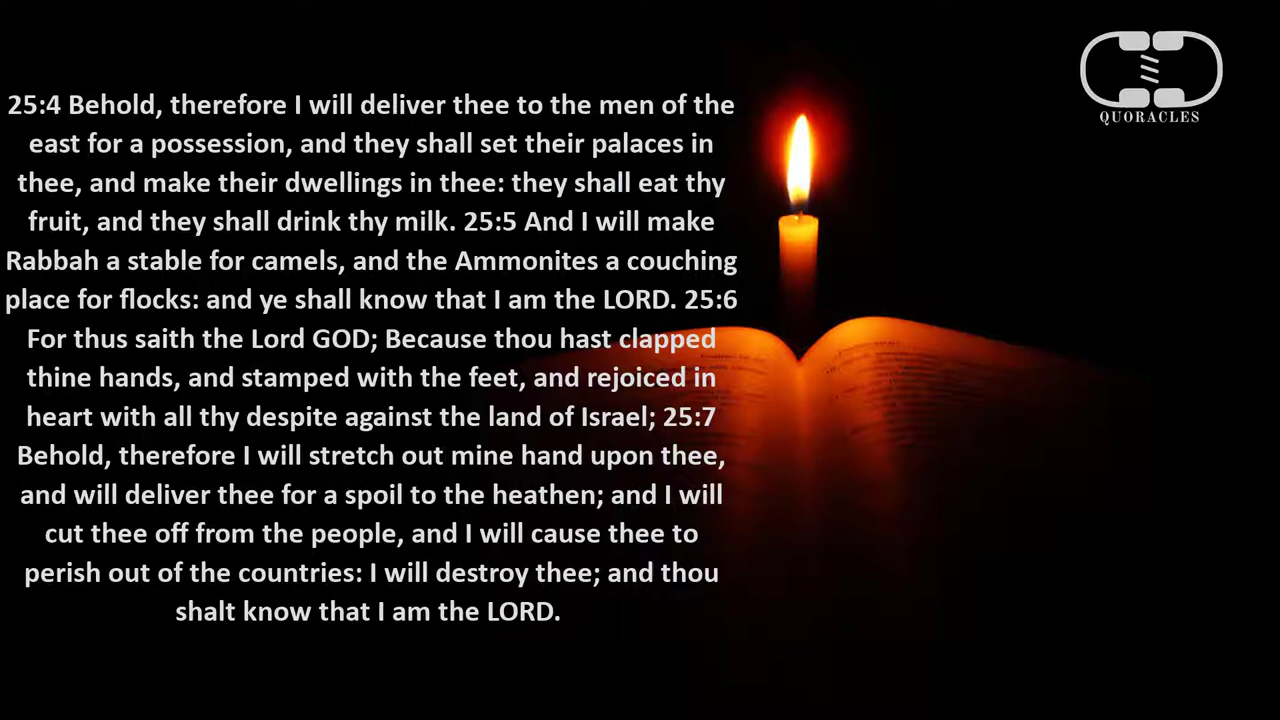 25:4 Behold, therefore I will deliver thee to the men of the
east for a possession, and they shall set their palaces in
thee, and make their dwellings in thee: they shall eat thy
fruit, and they shall drink thy milk. 25:5 And I will make
Rabbah a stable for camels, and the Ammonites a couching
place for flocks: and ye shall know that I am the LORD. 25:6
For thus saith the Lord GOD; Because thou hast clapped
thine hands, and stamped with the feet, and rejoiced in
heart with all thy despite against the land of Israel; 25:7
Behold, therefore I will stretch out mine hand upon thee,
and will deliver thee for a spoil to the heathen; and I will
cut thee off from the people, and I will cause thee to
perish out of the countries: I will destroy thee; and thou
shalt know that I am the LORD.
QUORACLES